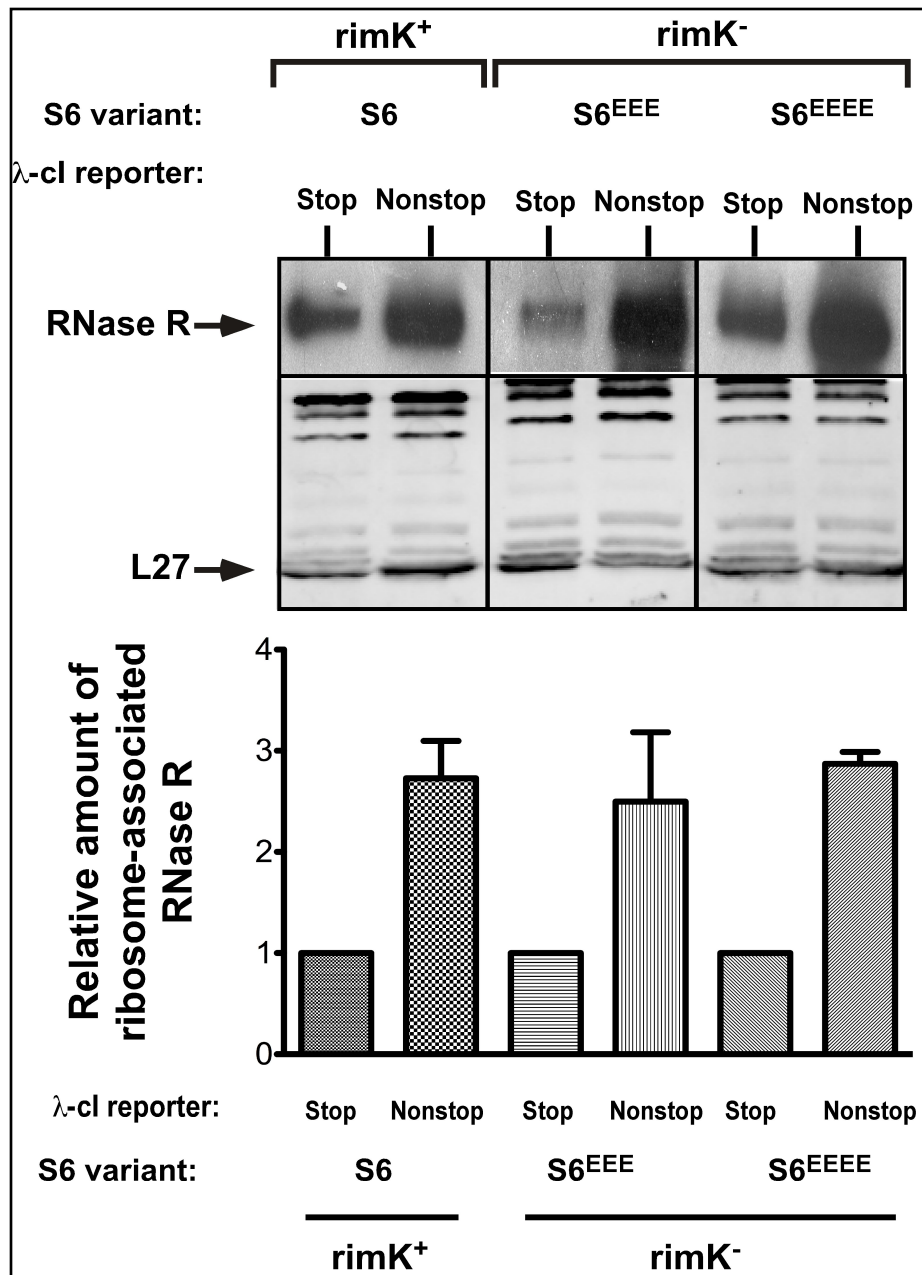 rimK+ rimK-
S6 variant: S6 S6EEE S6EEEE
λ-cI reporter:
Stop Nonstop Stop Nonstop Stop Nonstop
RNase R
L27
Relative amount of
ribosome-associated
RNase R
4
3
2
1
0
λ-cI reporter: Stop Nonstop Stop Nonstop Stop Nonstop
S6 variant: S6 S6EEE S6EEEE
rimK+ rimK-